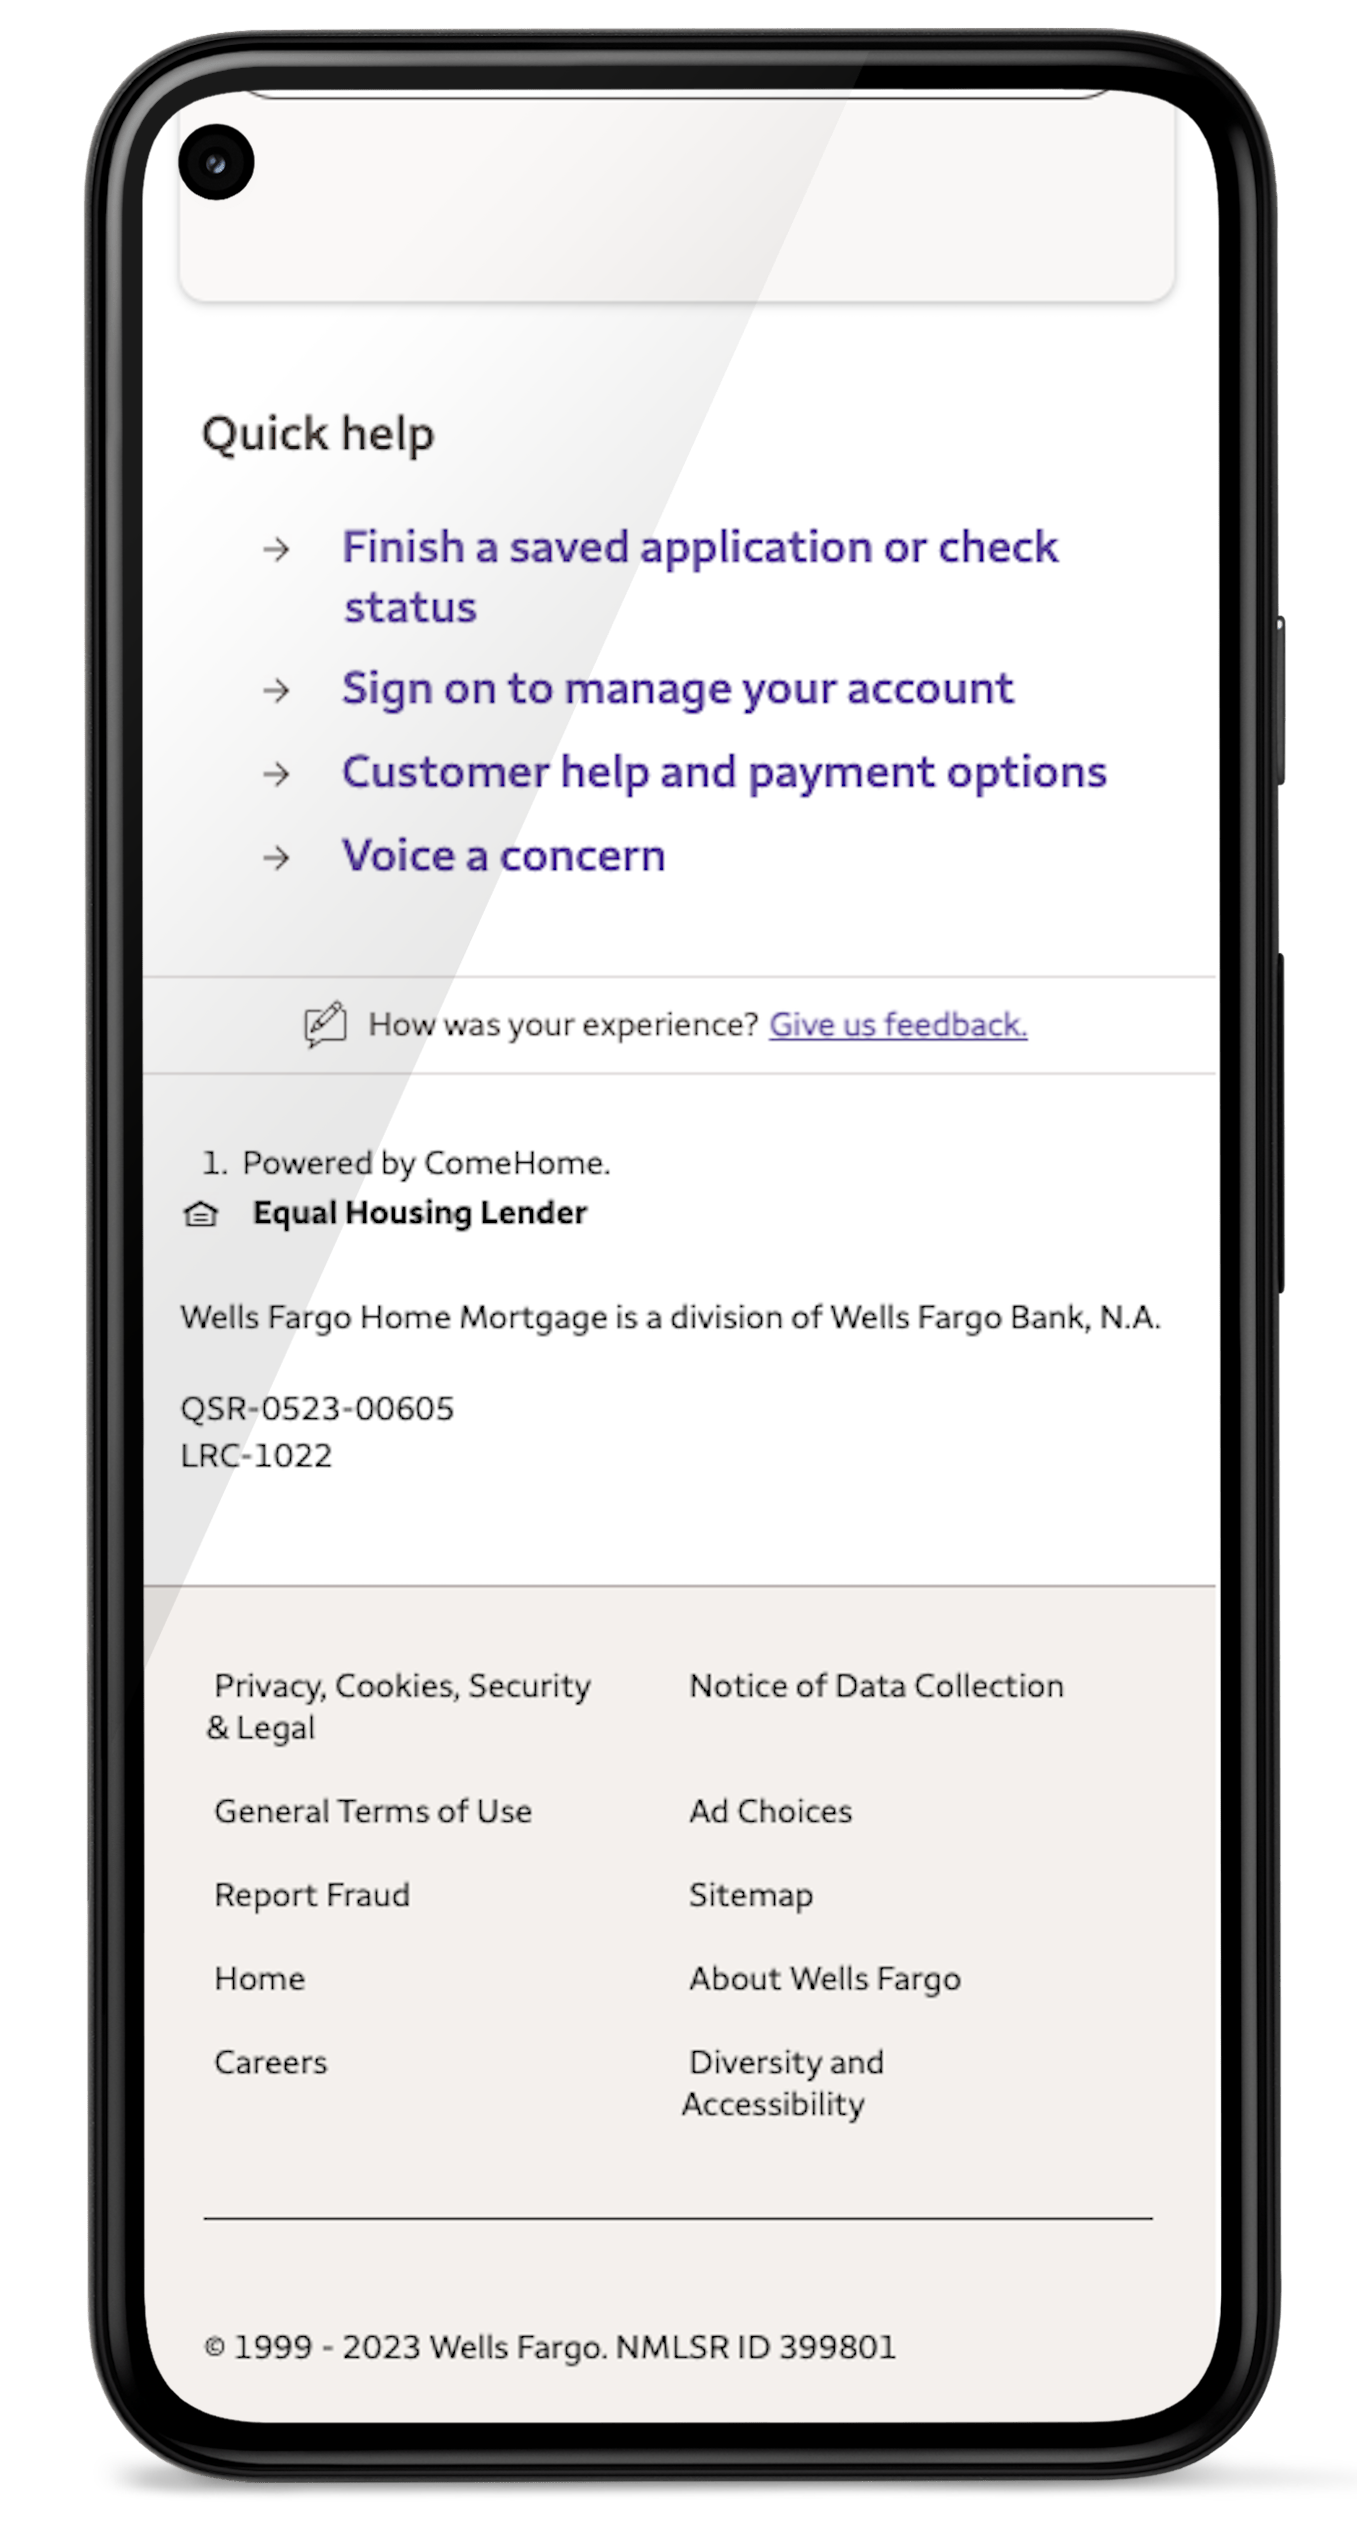 Quick help
→ Finish a saved application or check
status
→ Sign on to manage your account
→ Customer help and payment options
→ Voice a concern
How was your experience? Give us feedback.
1. Powered by ComeHome.
Equal Housing Lender
Wells Fargo Home Mortgage is a division of Wells Fargo Bank, N.A.
QSR-0523-00605
LRC-1022
Privacy, Cookies, Security
& Legal
Notice of Data Collection
General Terms of Use
Ad Choices
Report Fraud
Sitemap
Home
About Wells Fargo
Careers
Diversity and
Accessibility
© 1999 - 2023 Wells Fargo. NMLSR ID 399801